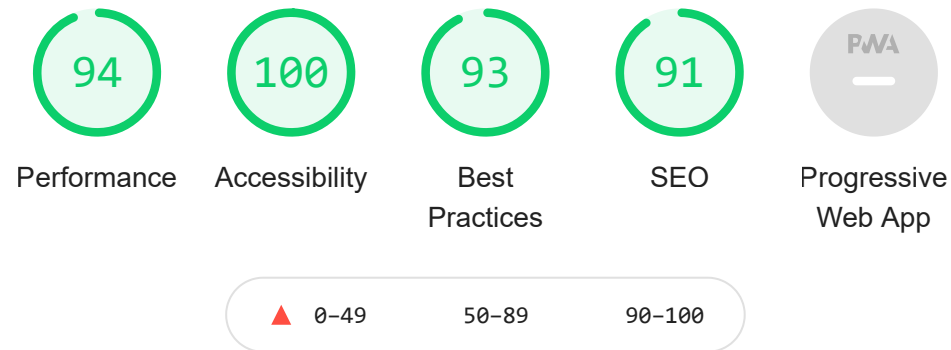 94 100 93 91 PWA
Performance Accessibility Best SEO Progressive
Practices Web App
0–49 50–89 90–100